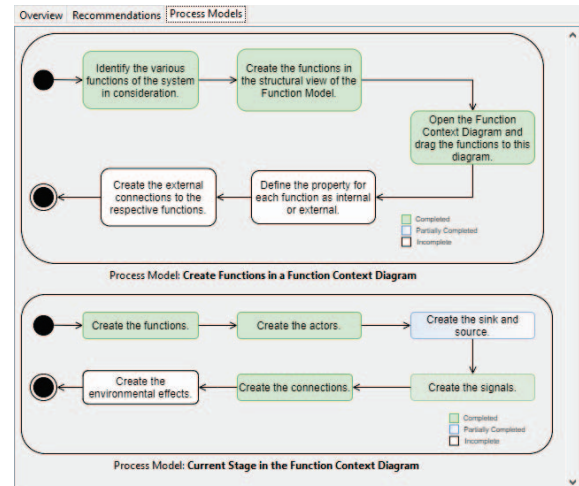 Overview Recommendations Process Models
Identify the various
functions of the system
in consideration.
Create the functions in
the structural view of the
Function Model.
Open the Function
Context Diagram and
drag the functions to this
diagram.
Define the property for
each function as internal
or external.
Create the external
connections to the
respective functions.
Completed
Partially Completed
Incomplete
Process Model: Create Functions in a Function Context Diagram
Create the functions.
Create the actors.
Create the sink and
source.
Create the signals.
Create the connections.
Create the
environmental effects.
Completed
Partially Completed
Incomplete
Process Model: Current Stage in the Function Context Diagram